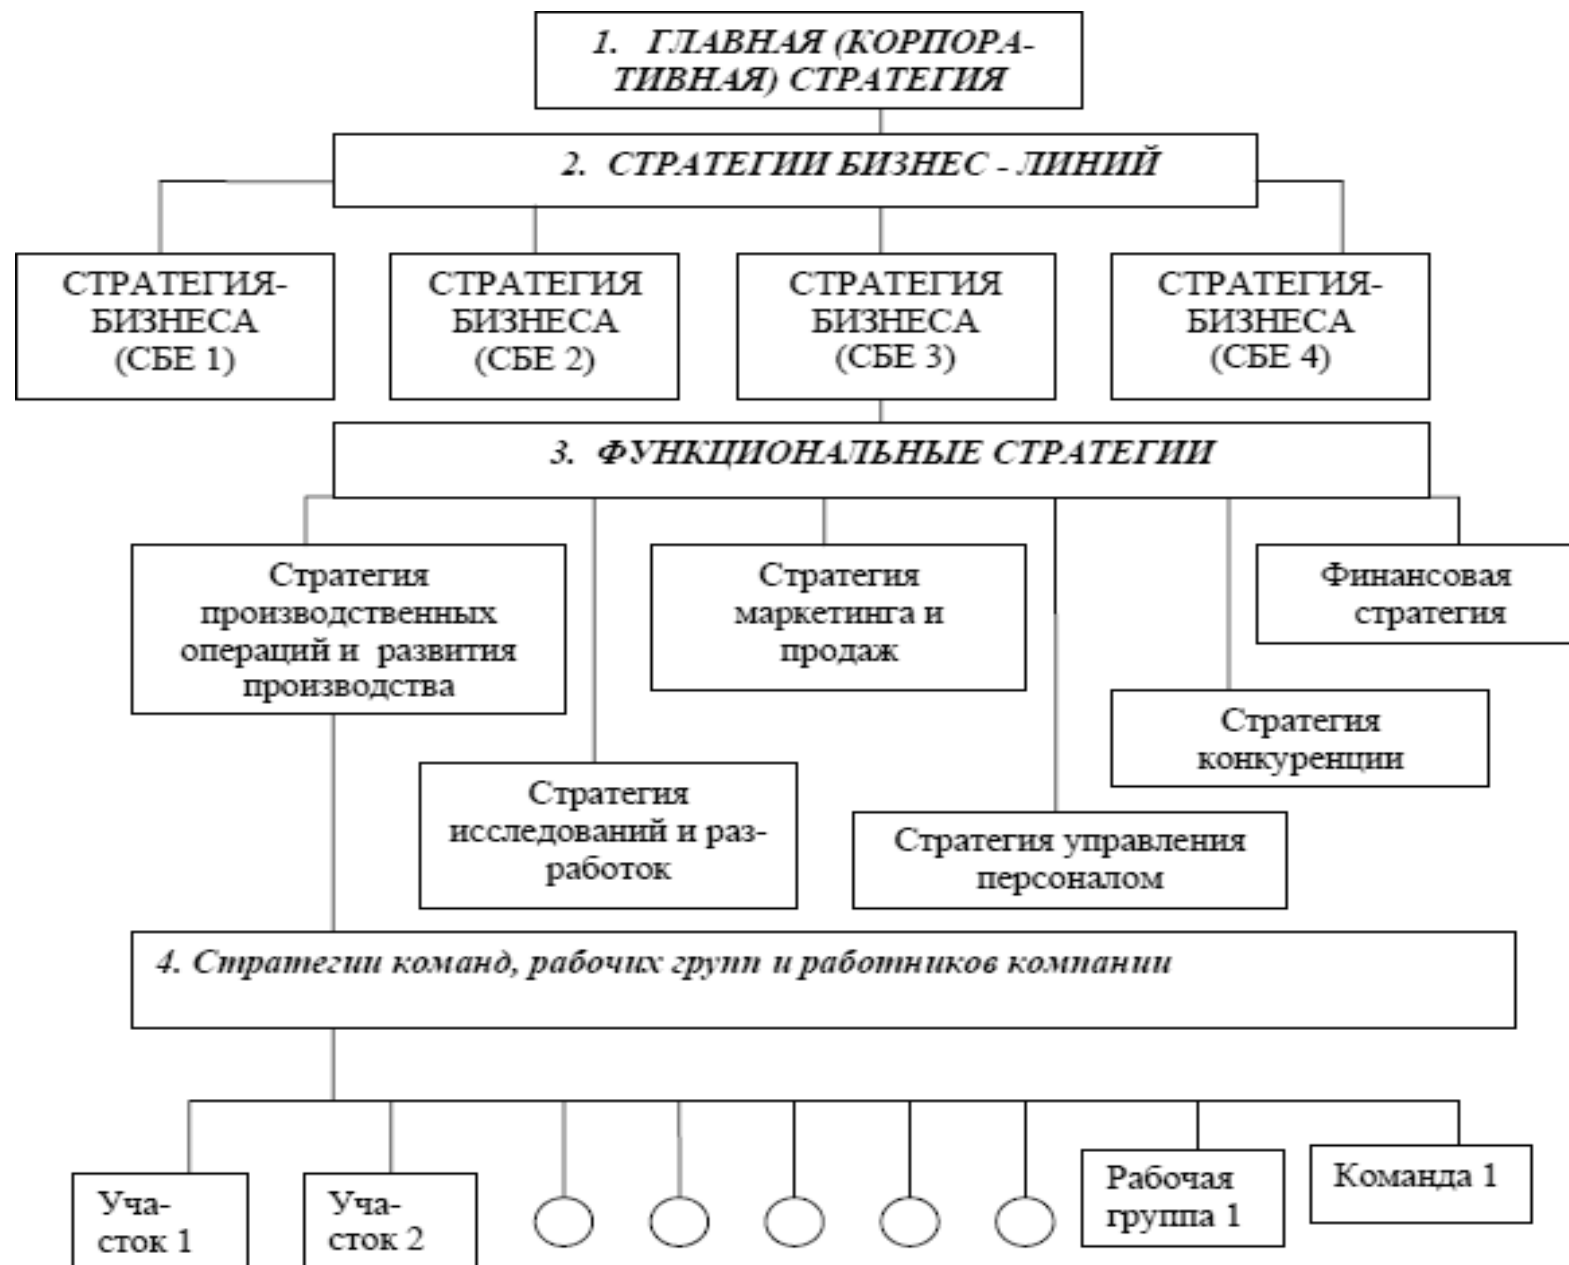 1. ГЛАВНАЯ (КОРПОРА-
ТИВНАЯ) СТРАТЕГИЯ
2. СТРАТЕГИИ БИЗНЕС - ЛИНИЙ
СТРАТЕГИЯ-
БИЗНЕСА
(СБЕ 1)
СТРАТЕГИЯ
БИЗНЕСА
(СБЕ 2)
СТРАТЕГИЯ
БИЗНЕСА
(СБЕ 3)
СТРАТЕГИЯ-
БИЗНЕСА
(СБЕ 4)
3. ФУНКЦИОНАЛЬНЫЕ СТРАТЕГИИ
Стратегия
производственных
операций и развития
производства
Стратегия
маркетинга и
продаж
Финансовая
стратегия
Стратегия
конкуренции
Стратегия
исследований и раз-
работок
Стратегия управления
персоналом
4. Стратегии команд, рабочих групп и работников компании
Уча-
сток 1
Уча-
сток 2
Рабочая
группа 1
Команда 1